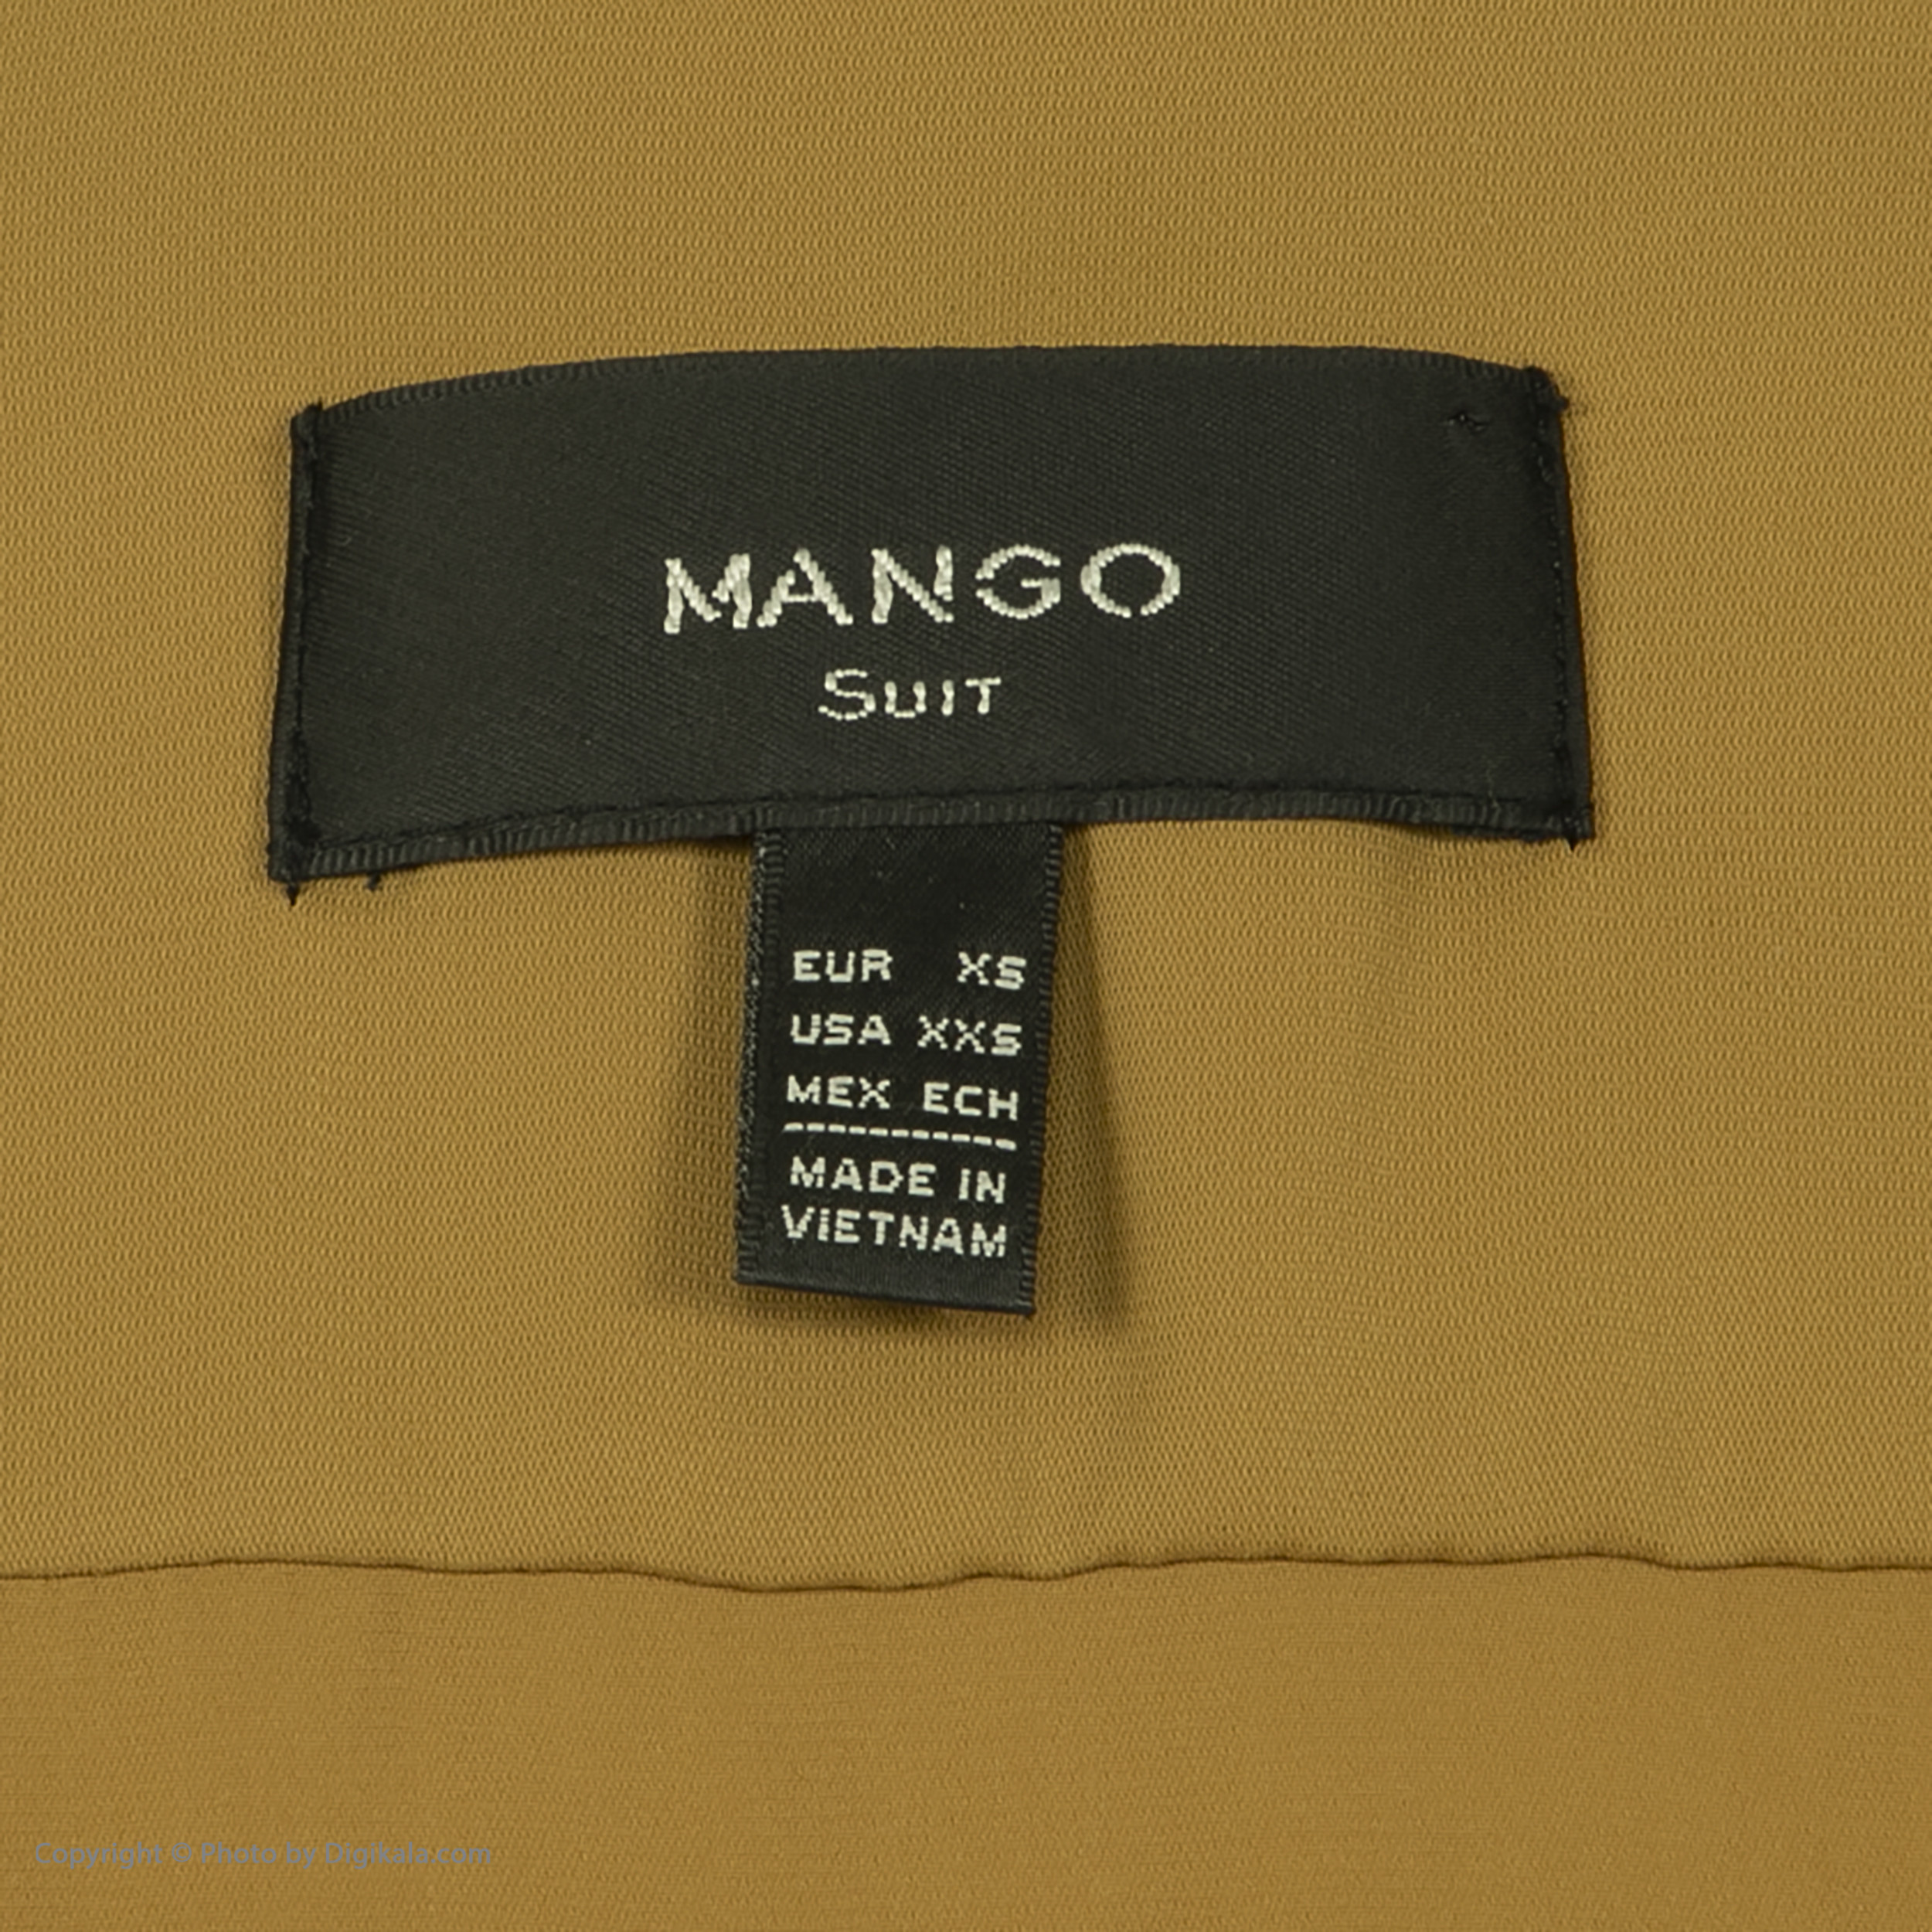 MANGO
SUIT
EUR XS
USA XXS
MEX ECH
-----------
MADE IN
VIETNAM
Copyright © Photo by Digikala.com